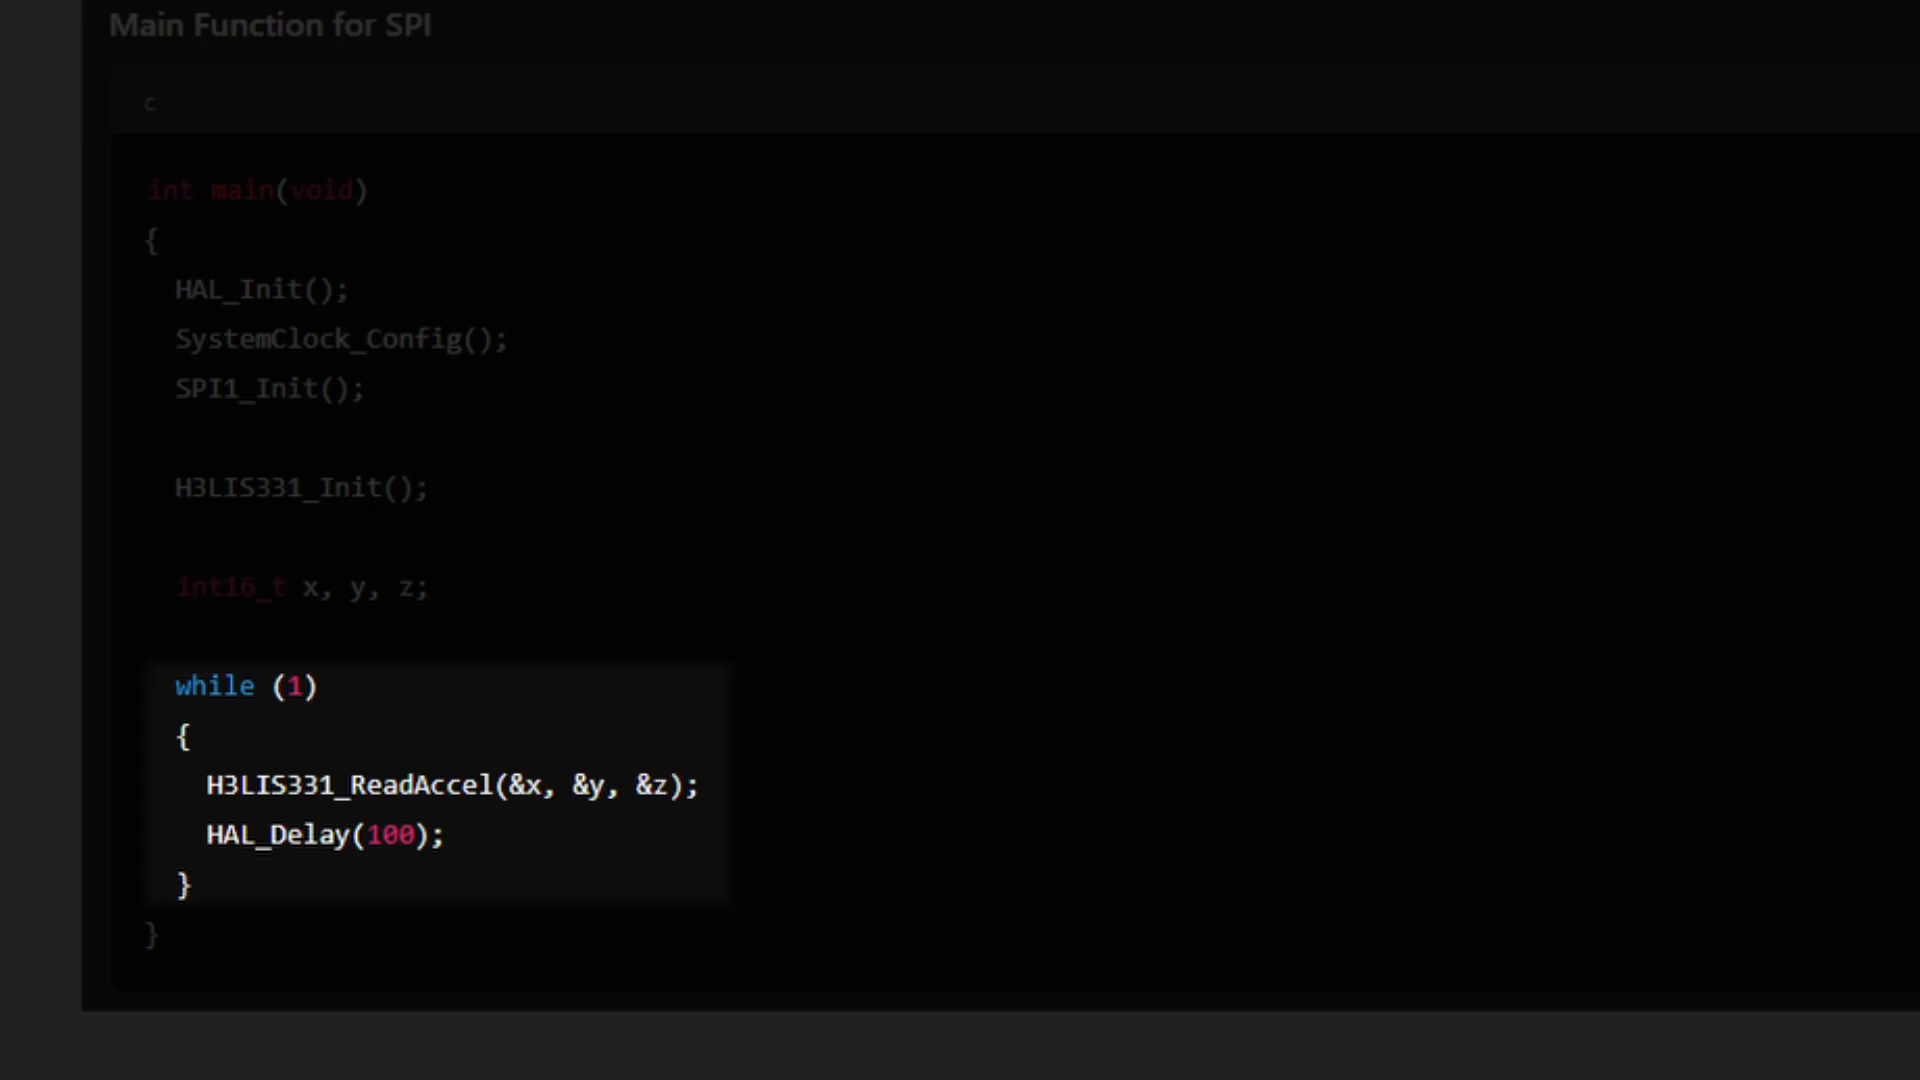 Main Function for SPI
c
int main(void)
{
HAL_Init();
SystemClock_Config();
SPI1_Init();
H3LIS331_Init();
int16_t x, y, z;
while (1)
{
H3LIS331_ReadAccel(&x, &y, &z);
HAL_Delay(100);
}
}